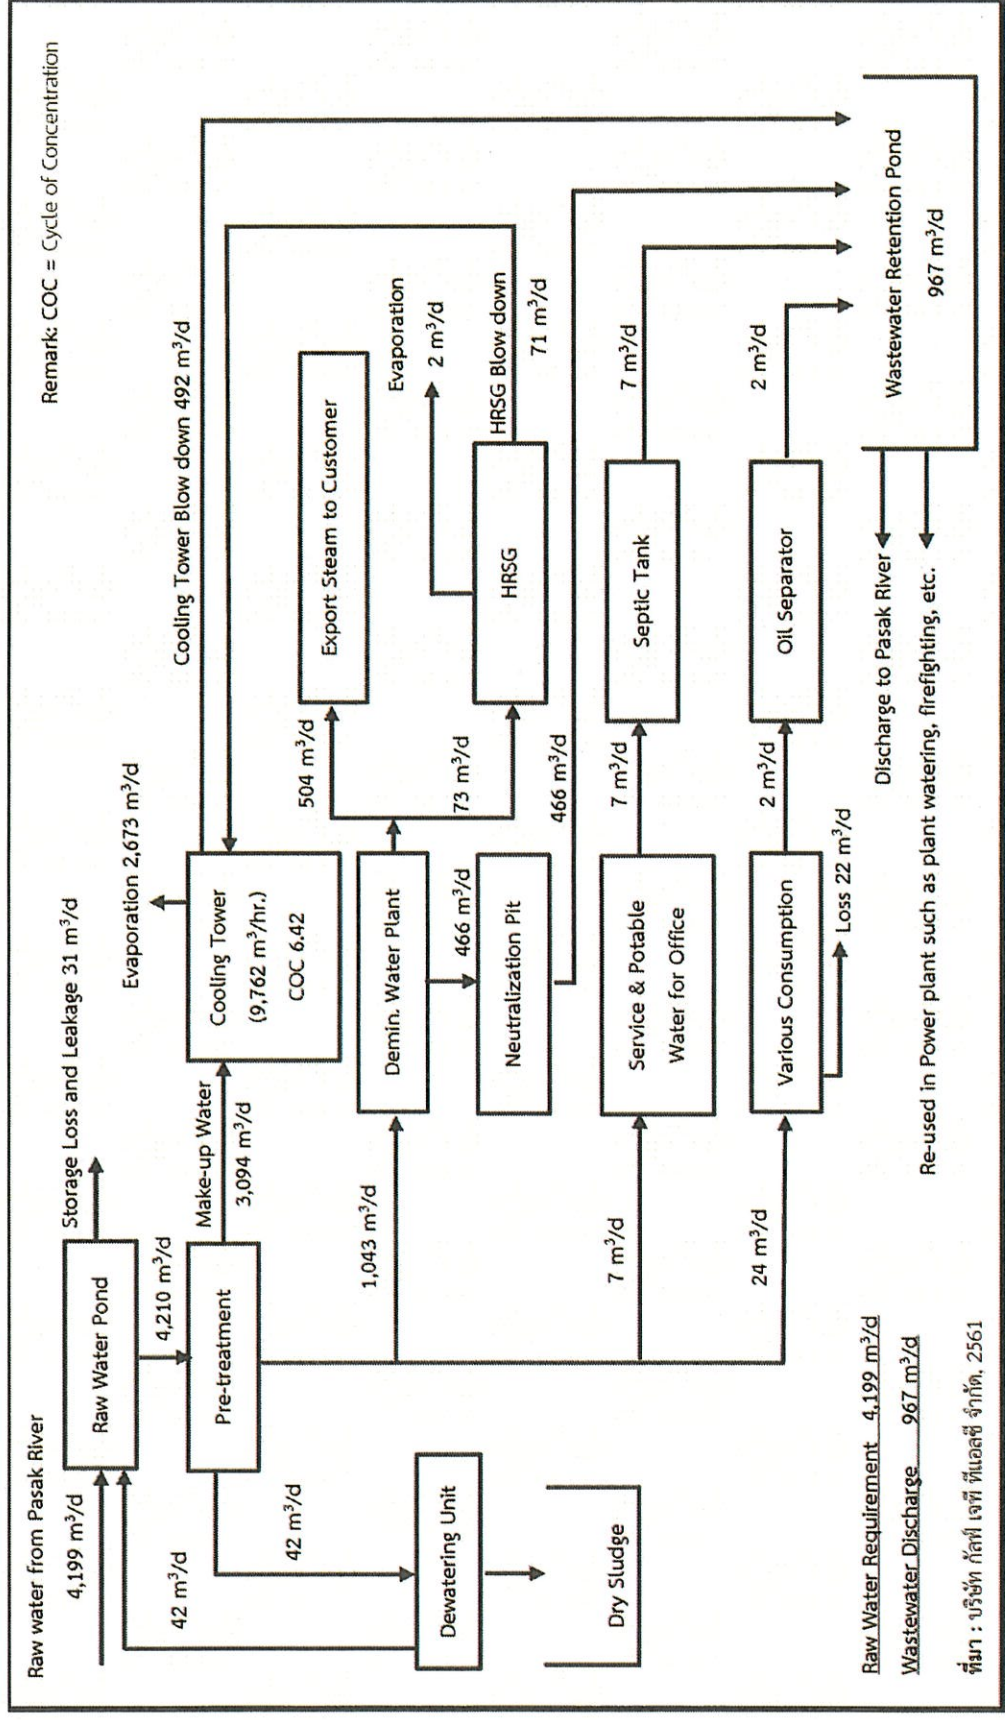 Remark: COC = Cycle of Concentration
Raw water from Pasak River
4,199 m³/d
42 m³/d
Raw Water Pond
Storage Loss and Leakage 31 m³/d
4,210 m³/d
Pre-treatment
42 m³/d
Dewatering Unit
Dry Sludge
Make-up Water
3,094 m³/d
Evaporation 2,673 m³/d
Cooling Tower
(9,762 m³/hr.)
COC 6.42
Cooling Tower Blow down 492 m³/d
1,043 m³/d
Demin. Water Plant
466 m³/d
Neutralization Pit
504 m³/d
Export Steam to Customer
73 m³/d
HRSG
Evaporation
2 m³/d
HRSG Blow down
71 m³/d
466 m³/d
7 m³/d
Service & Potable
Water for Office
7 m³/d
Septic Tank
7 m³/d
24 m³/d
Various Consumption
Loss 22 m³/d
2 m³/d
Oil Separator
2 m³/d
Wastewater Retention Pond
967 m³/d
Discharge to Pasak River
Re-used in Power plant such as plant watering, firefighting, etc.
Raw Water Requirement 4,199 m³/d
Wastewater Discharge 967 m³/d
ที่มา : บริษัท กัลฟ์ เจพี ทีแอลซี จำกัด, 2561